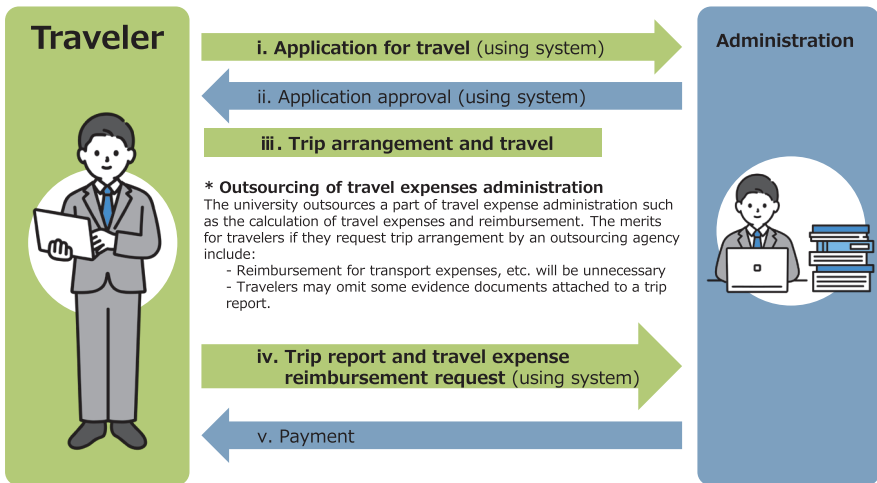 Traveler
Administration
i. Application for travel (using system)
ii. Application approval (using system)
iii. Trip arrangement and travel
* Outsourcing of travel expenses administration
The university outsources a part of travel expense administration such
as the calculation of travel expenses and reimbursement. The merits
for travelers if they request trip arrangement by an outsourcing agency
include:
- Reimbursement for transport expenses, etc. will be unnecessary
- Travelers may omit some evidence documents attached to a trip
report.
iv. Trip report and travel expense
reimbursement request (using system)
v. Payment